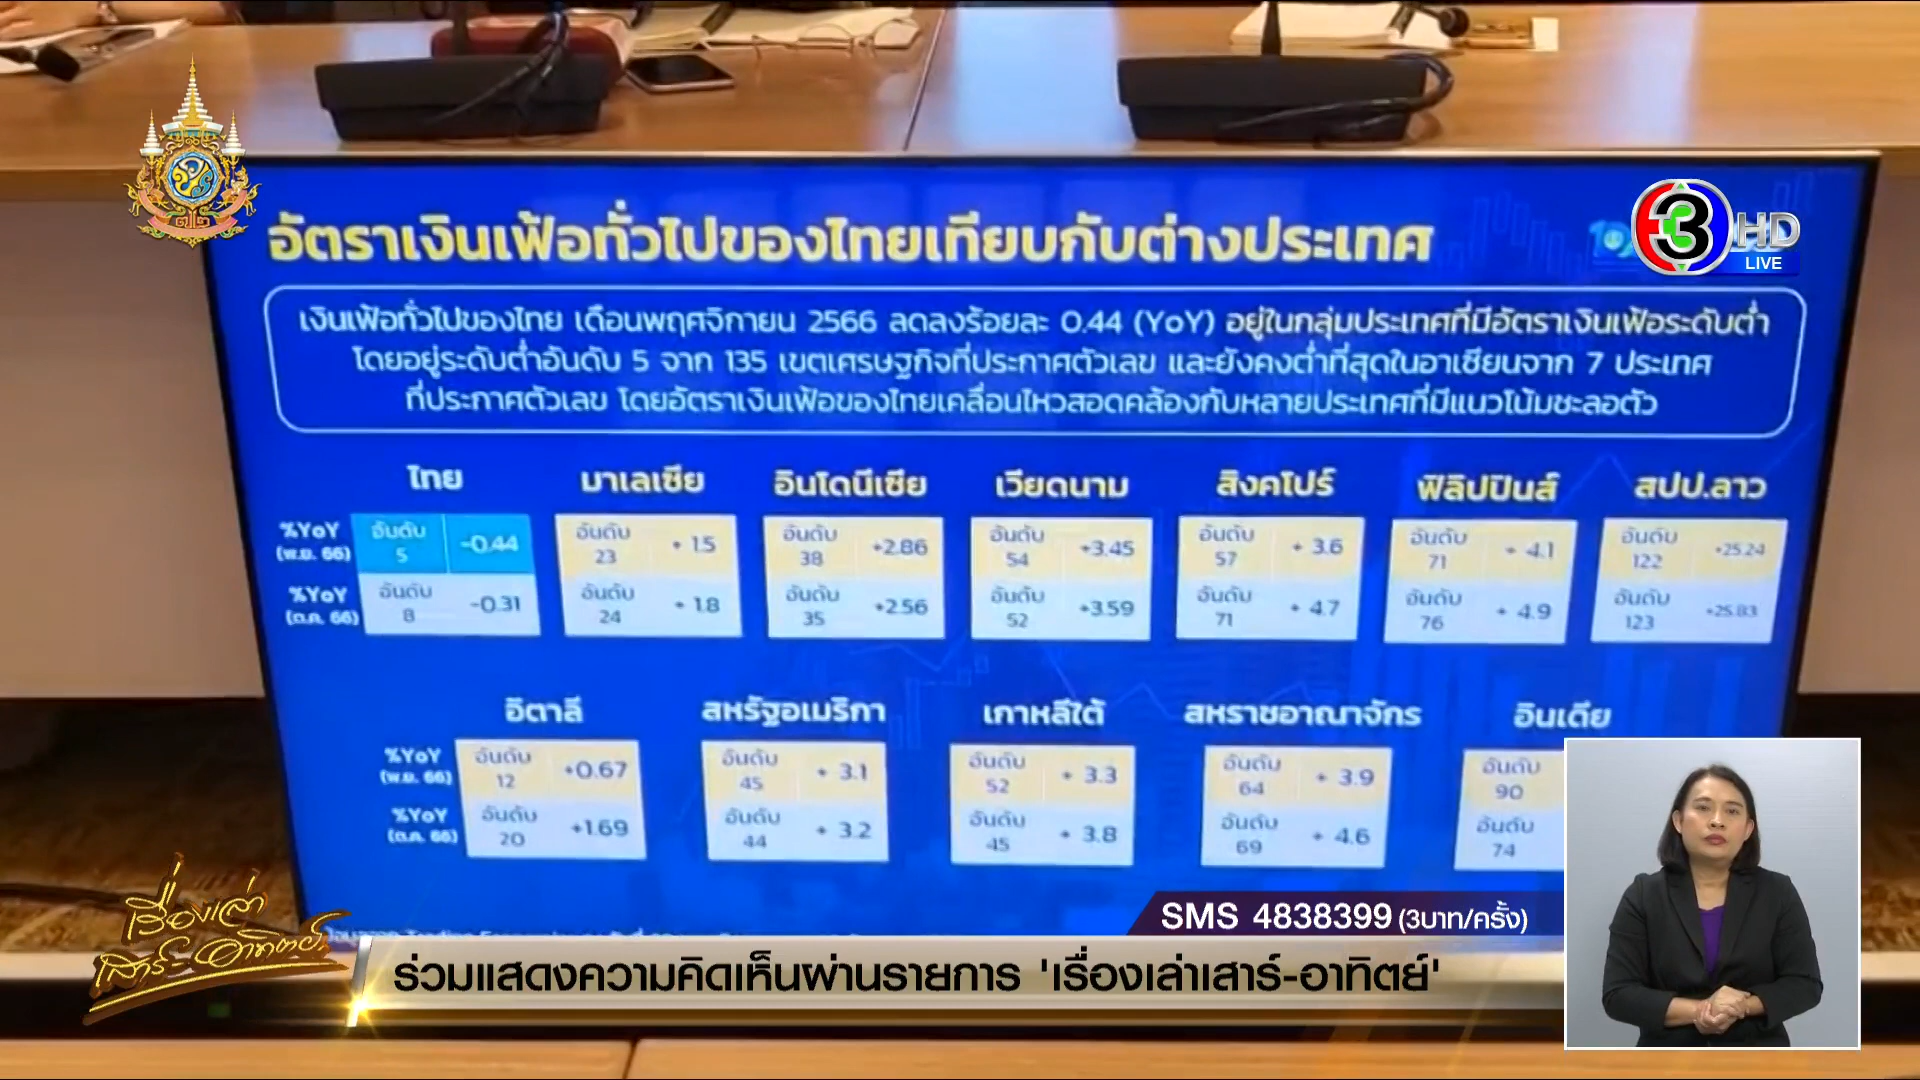 3 HD
LIVE
อัตราเงินเฟ้อทั่วไปของไทยเทียบกับต่างประเทศ
เงินเฟ้อทั่วไปของไทย เดือนพฤศจิกายน 2566 ลดลงร้อยละ 0.44 (YoY) อยู่ในกลุ่มประเทศที่มีอัตราเงินเฟ้อระดับต่ำ
โดยอยู่ระดับต่ำอันดับ 5 จาก 135 เขตเศรษฐกิจที่ประกาศตัวเลข และยังคงต่ำที่สุดในอาเซียนจาก 7 ประเทศ
ที่ประกาศตัวเลข โดยอัตราเงินเฟ้อของไทยเคลื่อนไหวสอดคล้องกับหลายประเทศที่มีแนวโน้มชะลอตัว
ไทย มาเลเซีย อินโดนีเซีย เวียดนาม สิงคโปร์ ฟิลิปปินส์ สปป.ลาว
%YoY (พ.ย. 66) อันดับ 5 -0.44 อันดับ 23 + 1.5 อันดับ 38 +2.86 อันดับ 54 +3.45 อันดับ 57 + 3.6 อันดับ 71 + 4.1 อันดับ 122 +25.24
%YoY (ต.ค. 66) อันดับ 8 -0.31 อันดับ 24 + 1.8 อันดับ 35 +2.56 อันดับ 52 +3.59 อันดับ 71 + 4.7 อันดับ 76 + 4.9 อันดับ 123 +25.83
อิตาลี สหรัฐอเมริกา เกาหลีใต้ สหราชอาณาจักร อินเดีย
%YoY (พ.ย. 66) อันดับ 12 +0.67 อันดับ 45 + 3.1 อันดับ 52 + 3.3 อันดับ 64 + 3.9 อันดับ 90
%YoY (ต.ค. 66) อันดับ 20 +1.69 อันดับ 44 + 3.2 อันดับ 45 + 3.8 อันดับ 69 + 4.6 อันดับ 74
SMS 4838399 (3บาท/ครั้ง)
เรื่องเล่า
เสาร์-อาทิตย์
ร่วมแสดงความคิดเห็นผ่านรายการ 'เรื่องเล่าเสาร์-อาทิตย์'